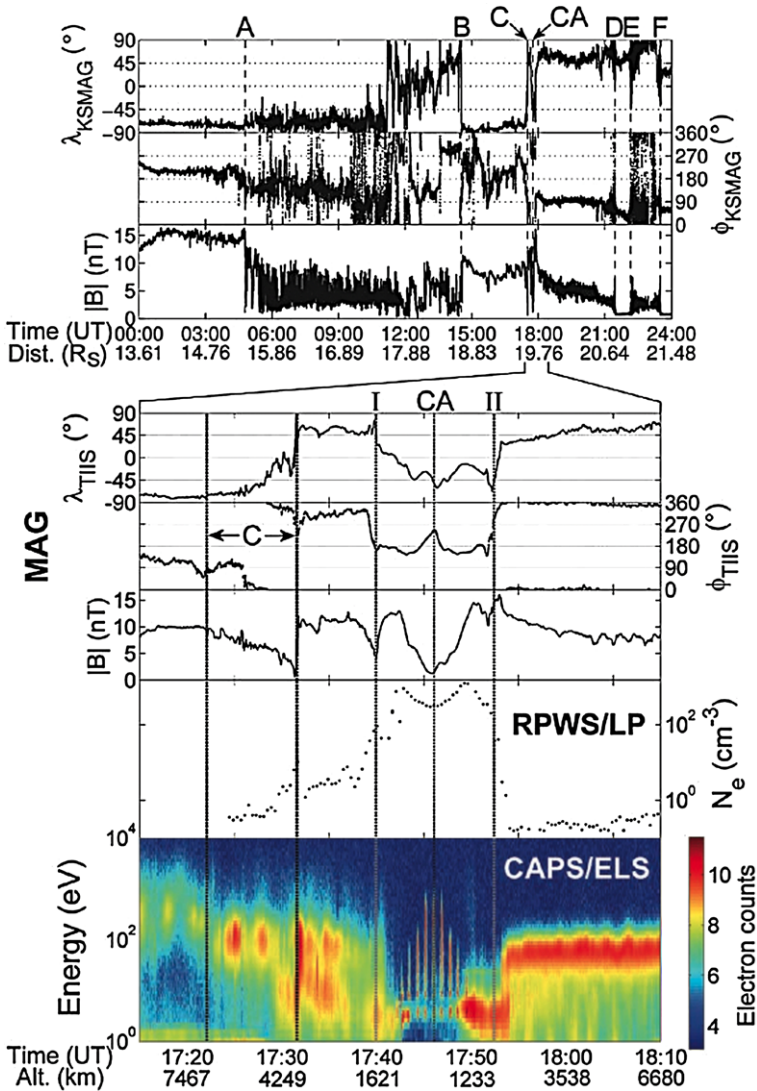 A B C CA D E F
λKSMAG (°)
90
45
0
-45
-90
360
270
180
90
0
ϕKSMAG (°)
|B| (nT)
15
10
5
0
Time (UT) 00:00 03:00 06:00 09:00 12:00 15:00 18:00 21:00 24:00
Dist. (RS) 13.61 14.76 15.86 16.89 17.88 18.83 19.76 20.64 21.48
I CA II
MAG
λTIIS (°)
90
45
0
-45
-90
C
360
270
180
90
0
ϕTIIS (°)
|B| (nT)
15
10
5
0
RPWS/LP
10²
10⁰
Ne (cm⁻³)
CAPS/ELS
Energy (eV)
10⁴
10²
10⁰
10
8
6
4
Electron counts
Time (UT) 17:20 17:30 17:40 17:50 18:00 18:10
Alt. (km) 7467 4249 1621 1233 3538 6680